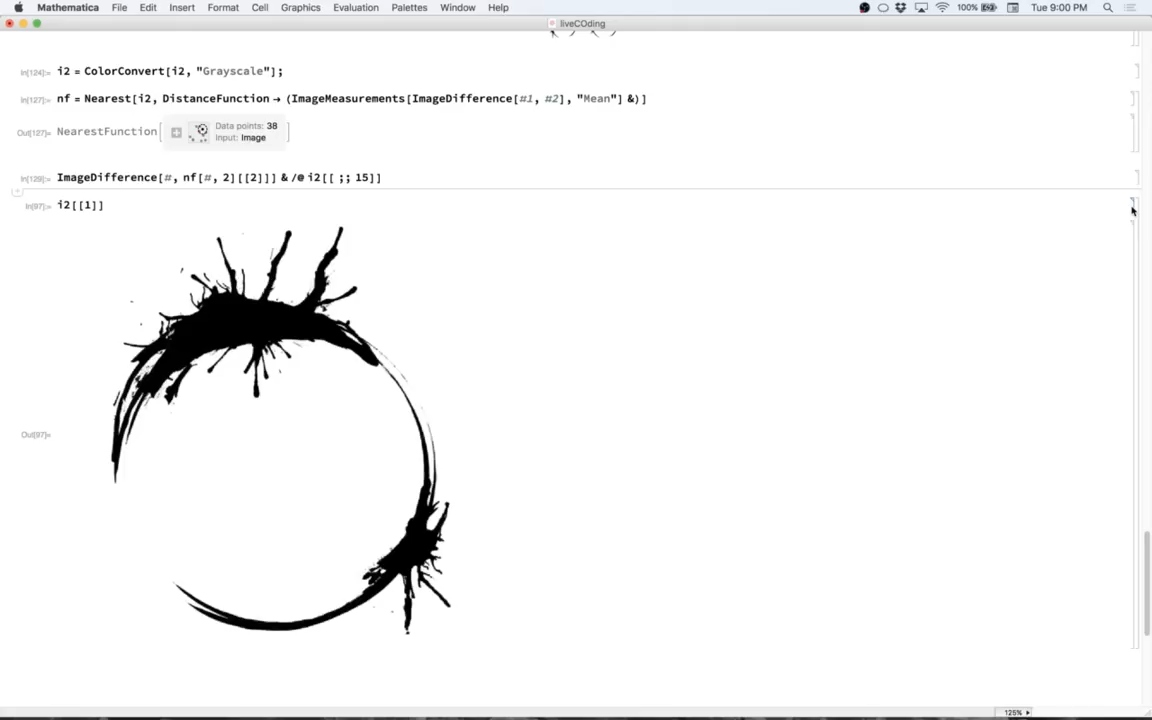 Mathematica File Edit Insert Format Cell Graphics Evaluation Palettes Window Help 100% Tue 9:00 PM
liveCOding
In[124]:= i2 = ColorConvert[i2, "Grayscale"];
In[127]:= nf = Nearest[i2, DistanceFunction → (ImageMeasurements[ImageDifference[#1, #2], "Mean"] &)]
Out[127]= NearestFunction[ Data points: 38 ]
Input: Image
In[129]:= ImageDifference[#, nf[#, 2][[2]]] & /@ i2[[ ;; 15]]
In[97]:= i2[[1]]
Out[97]=
125%